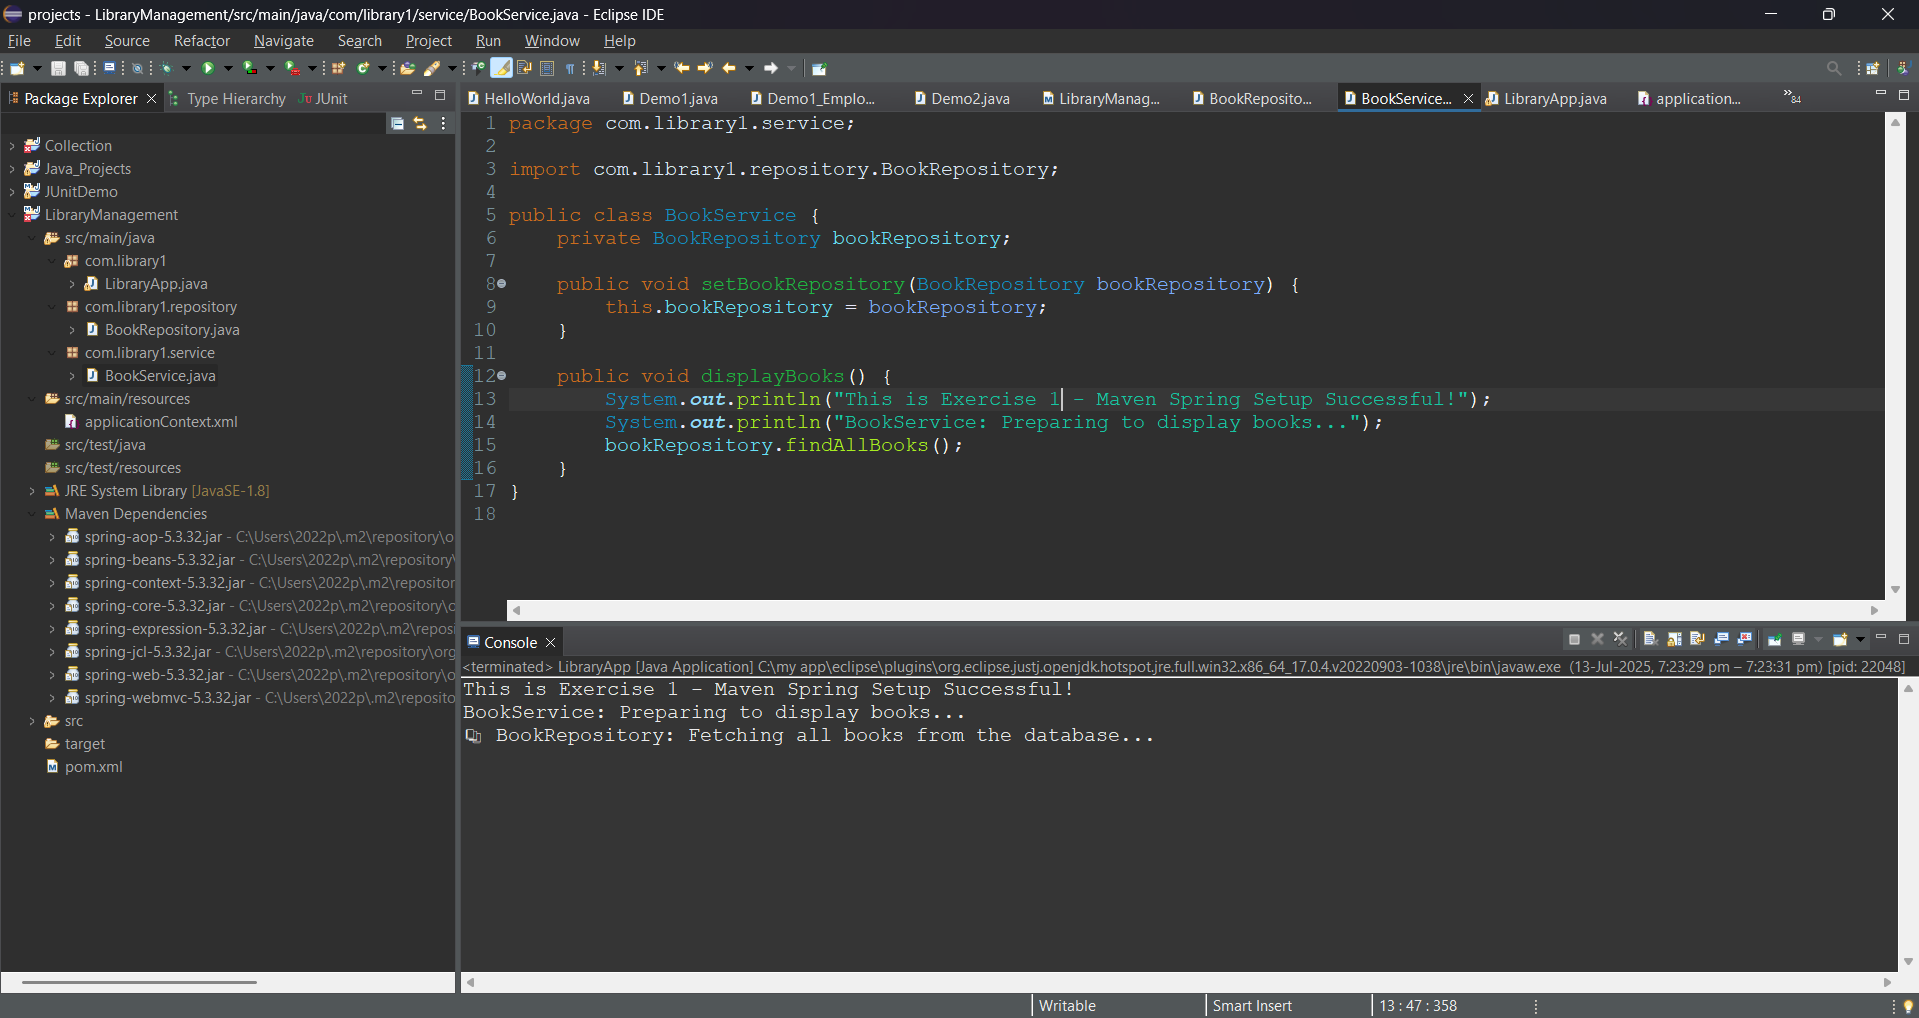 projects - LibraryManagement/src/main/java/com/library1/service/BookService.java - Eclipse IDE
File Edit Source Refactor Navigate Search Project Run Window Help
Package Explorer Type Hierarchy JUnit
HelloWorld.java Demo1.java Demo1_Emplo... Demo2.java LibraryManag... BookReposito... BookService... LibraryApp.java application... »84
Collection
Java_Projects
JUnitDemo
LibraryManagement
src/main/java
com.library1
LibraryApp.java
com.library1.repository
BookRepository.java
com.library1.service
BookService.java
src/main/resources
applicationContext.xml
src/test/java
src/test/resources
JRE System Library [JavaSE-1.8]
Maven Dependencies
spring-aop-5.3.32.jar - C:\Users\2022p\.m2\repository\o
spring-beans-5.3.32.jar - C:\Users\2022p\.m2\repository\
spring-context-5.3.32.jar - C:\Users\2022p\.m2\repositor
spring-core-5.3.32.jar - C:\Users\2022p\.m2\repository\o
spring-expression-5.3.32.jar - C:\Users\2022p\.m2\repos
spring-jcl-5.3.32.jar - C:\Users\2022p\.m2\repository\org
spring-web-5.3.32.jar - C:\Users\2022p\.m2\repository\o
spring-webmvc-5.3.32.jar - C:\Users\2022p\.m2\reposito
src
target
pom.xml
1 package com.library1.service;
2
3 import com.library1.repository.BookRepository;
4
5 public class BookService {
6 private BookRepository bookRepository;
7
8 public void setBookRepository(BookRepository bookRepository) {
9 this.bookRepository = bookRepository;
10 }
11
12 public void displayBooks() {
13 System.out.println("This is Exercise 1 - Maven Spring Setup Successful!");
14 System.out.println("BookService: Preparing to display books...");
15 bookRepository.findAllBooks();
16 }
17 }
18
Console
<terminated> LibraryApp [Java Application] C:\my app\eclipse\plugins\org.eclipse.justj.openjdk.hotspot.jre.full.win32.x86_64_17.0.4.v20220903-1038\jre\bin\javaw.exe (13-Jul-2025, 7:23:29 pm – 7:23:31 pm) [pid: 22048]
This is Exercise 1 - Maven Spring Setup Successful!
BookService: Preparing to display books...
BookRepository: Fetching all books from the database...
Writable Smart Insert 13 : 47 : 358